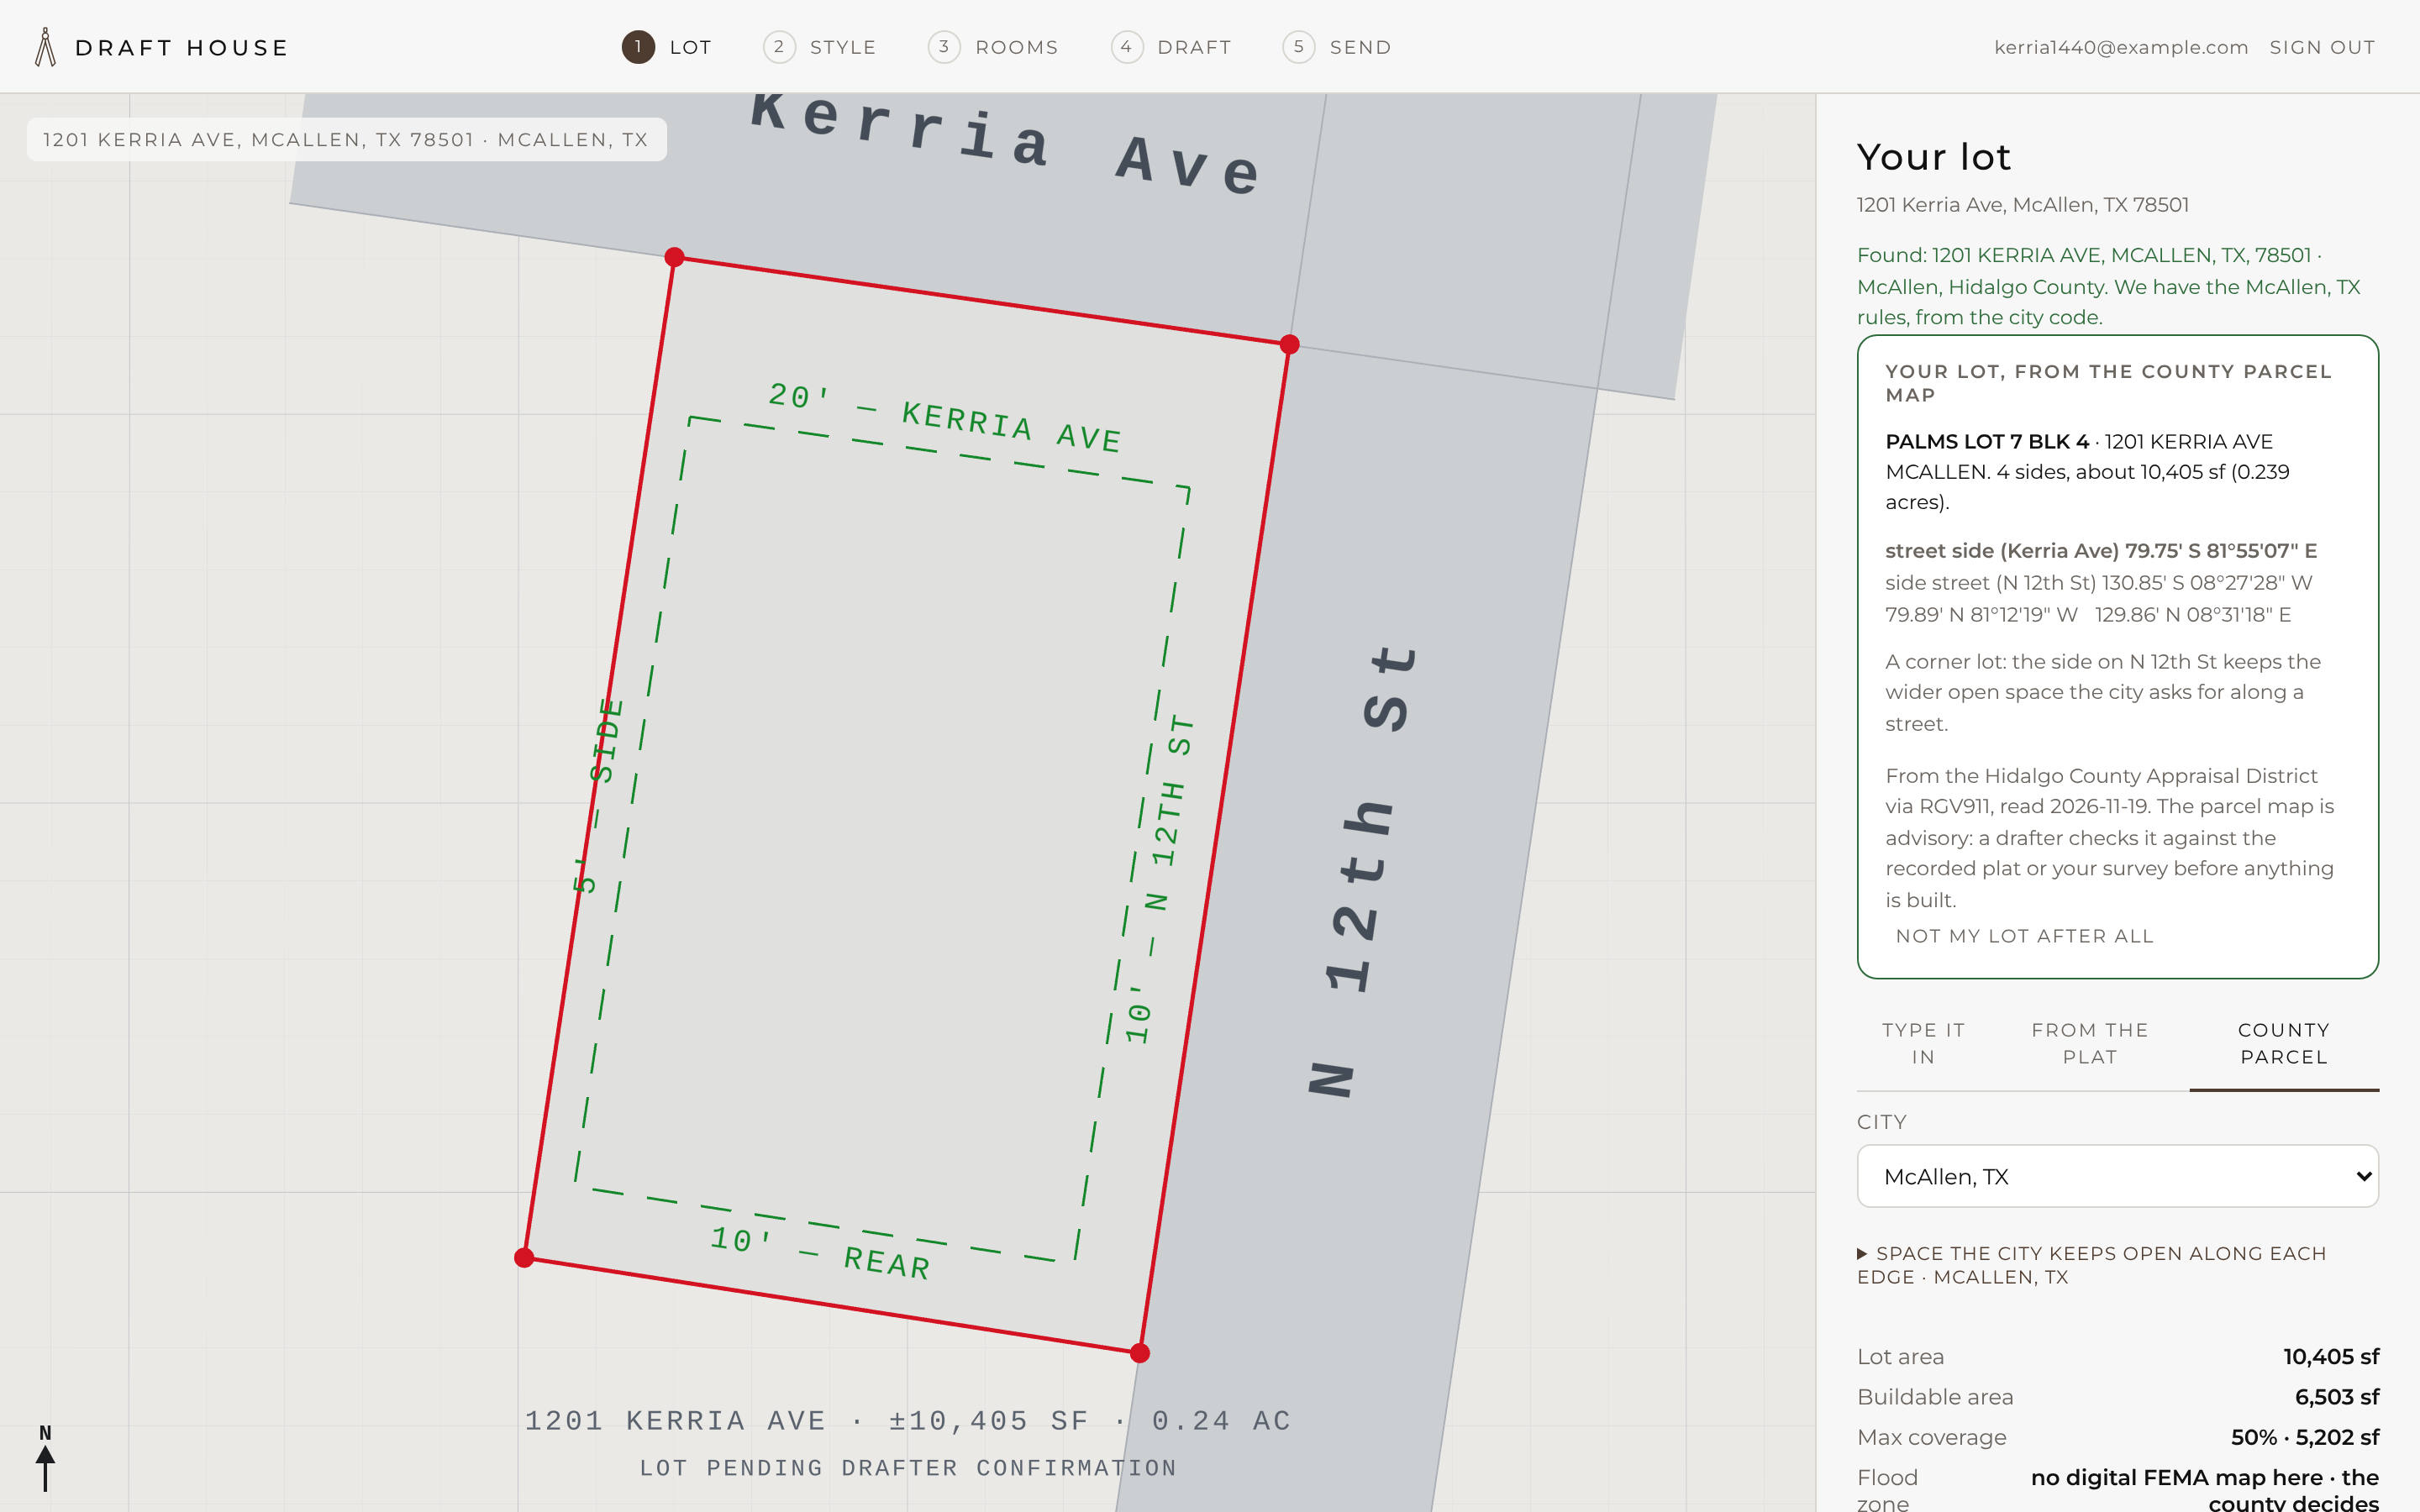 DRAFT HOUSE
1 LOT
2 STYLE
3 ROOMS
4 DRAFT
5 SEND
kerria1440@example.com SIGN OUT
1201 KERRIA AVE, MCALLEN, TX 78501 · MCALLEN, TX
Kerria Ave
20' — KERRIA AVE
5' — SIDE
10' — N 12TH ST
N 12th St
10' — REAR
1201 KERRIA AVE · ±10,405 SF · 0.24 AC
LOT PENDING DRAFTER CONFIRMATION
N
Your lot
1201 Kerria Ave, McAllen, TX 78501
Found: 1201 KERRIA AVE, MCALLEN, TX, 78501 ·
McAllen, Hidalgo County. We have the McAllen, TX
rules, from the city code.
YOUR LOT, FROM THE COUNTY PARCEL
MAP
PALMS LOT 7 BLK 4 · 1201 KERRIA AVE
MCALLEN. 4 sides, about 10,405 sf (0.239
acres).
street side (Kerria Ave) 79.75' S 81°55'07" E
side street (N 12th St) 130.85' S 08°27'28" W
79.89' N 81°12'19" W 129.86' N 08°31'18" E
A corner lot: the side on N 12th St keeps the
wider open space the city asks for along a
street.
From the Hidalgo County Appraisal District
via RGV911, read 2026-11-19. The parcel map is
advisory: a drafter checks it against the
recorded plat or your survey before anything
is built.
NOT MY LOT AFTER ALL
TYPE IT
IN
FROM THE
PLAT
COUNTY
PARCEL
CITY
McAllen, TX
SPACE THE CITY KEEPS OPEN ALONG EACH
EDGE · MCALLEN, TX
Lot area 10,405 sf
Buildable area 6,503 sf
Max coverage 50% · 5,202 sf
Flood no digital FEMA map here · the
zone county decides